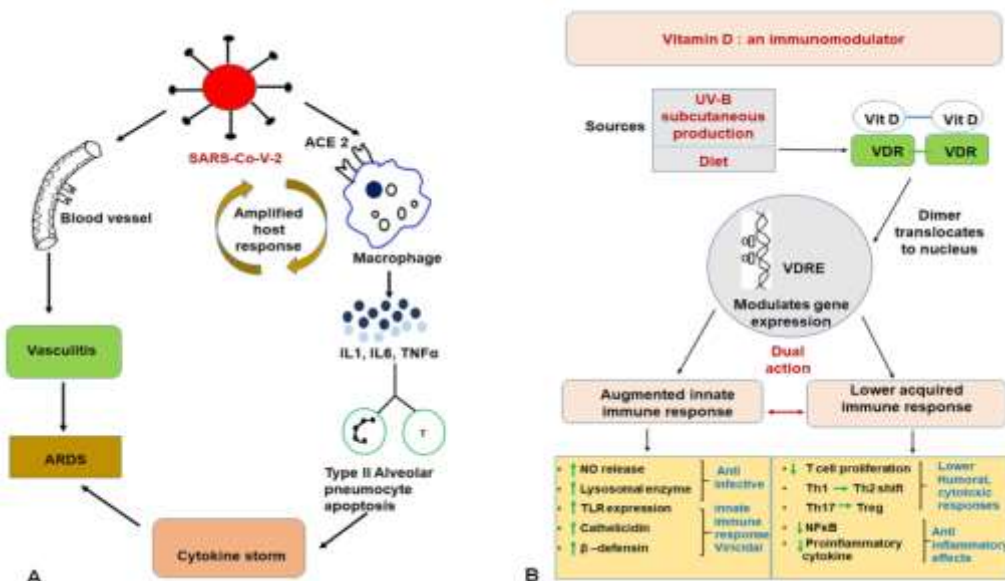 SARS-Co-V-2
ACE 2
Blood vessel
Amplified
host
response
Macrophage
IL1, IL6, TNFα
Vasculitis
T
ARDS
Type II Alveolar
pneumocyte
apoptosis
Cytokine storm
A
Vitamin D : an immunomodulator
Sources
UV-B
subcutaneous
production
Diet
Vit D
Vit D
VDR
VDR
Dimer
translocates
to nucleus
VDRE
Modulates gene
expression
Dual
action
Augmented innate
immune response
Lower acquired
immune response
NO release
Lysosomal enzyme
TLR expression
Cathelicidin
β –defensin
Anti
infective
innate
immune
response
Viricidal
T cell proliferation
Th1 Th2 shift
Th17 Treg
NFκB
Proinflammatory
cytokine
Lower
Humoral,
cytotoxic
responses
Anti
inflammatory
effects
B